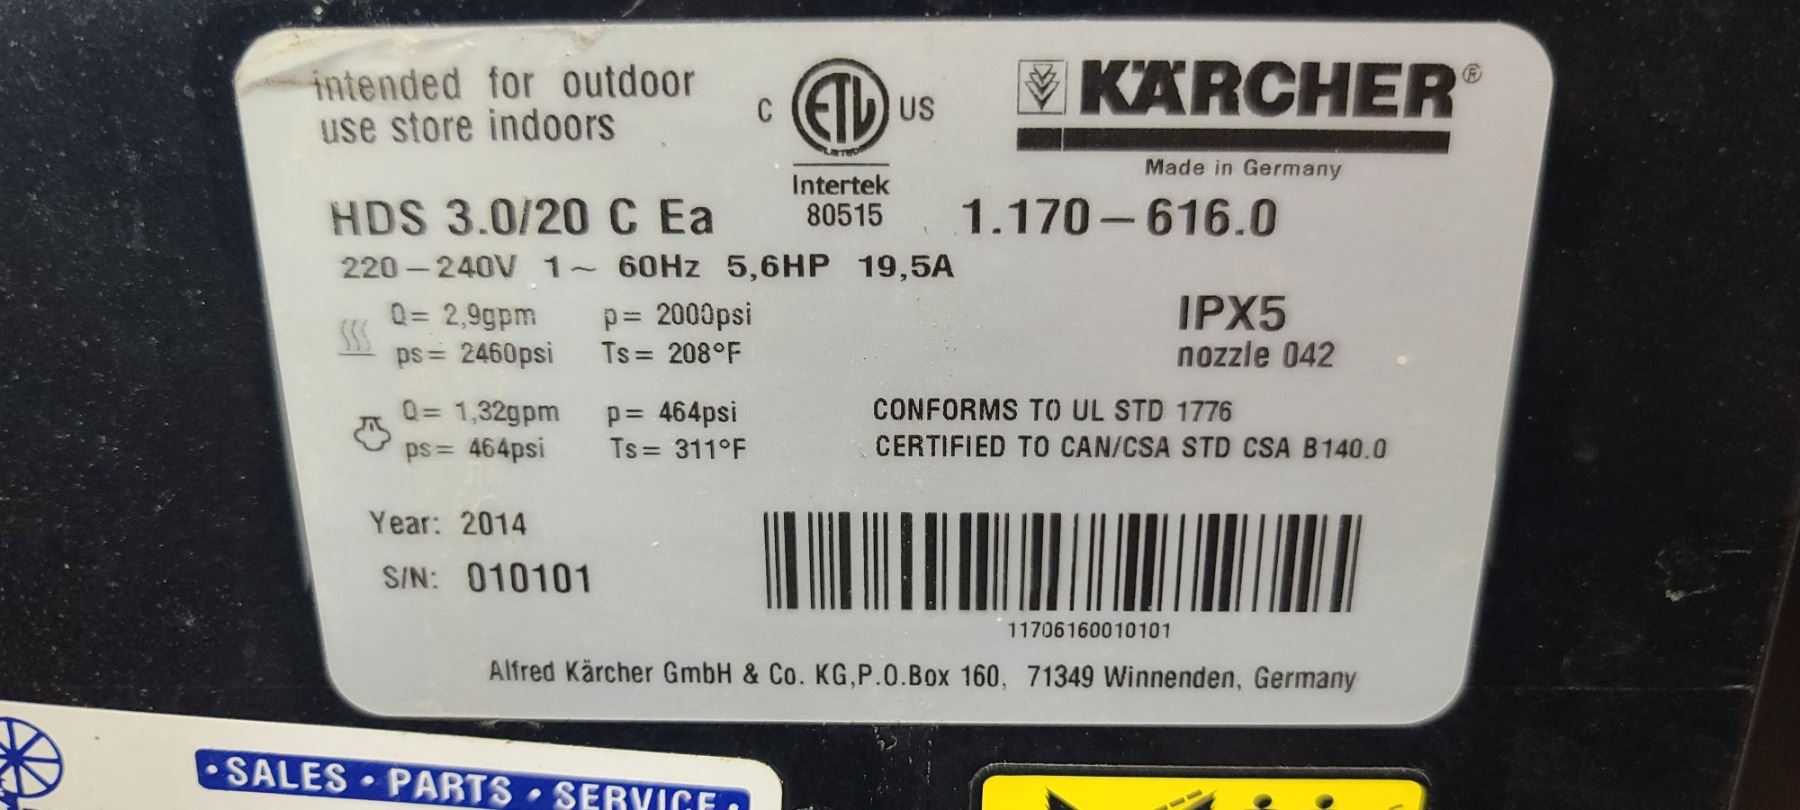 intended for outdoor
use store indoors
C ETL US
LISTED
Intertek
80515
KÄRCHER®
Made in Germany
HDS 3.0/20 C Ea
1.170-616.0
220-240V 1~ 60Hz 5,6HP 19,5A
Q= 2,9gpm p= 2000psi
ps= 2460psi Ts= 208°F
IPX5
nozzle 042
Q= 1,32gpm p= 464psi
ps= 464psi Ts= 311°F
CONFORMS TO UL STD 1776
CERTIFIED TO CAN/CSA STD CSA B140.0
Year: 2014
S/N: 010101
11706160010101
Alfred Kärcher GmbH & Co. KG,P.O.Box 160, 71349 Winnenden, Germany
·SALES·PARTS·SERVICE·